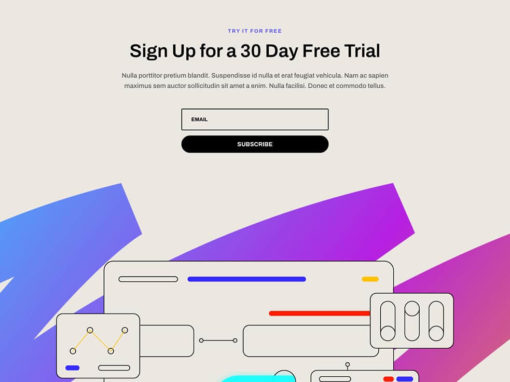 TRY IT FOR FREE
Sign Up for a 30 Day Free Trial
Nulla porttitor pretium blandit. Suspendisse id nulla et erat feugiat vehicula. Nam ac sapien
maximus sem auctor sollicitudin sit amet a enim. Nulla facilisi. Donec et commodo tellus.
EMAIL
SUBSCRIBE